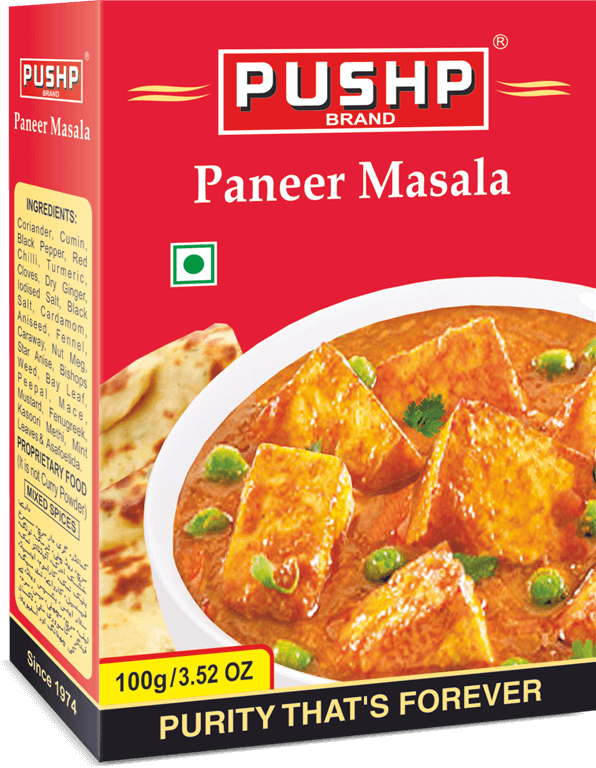 PUSHP
®
BRAND
Paneer Masala
100g/3.52 OZ
PURITY THAT'S FOREVER
PUSHP
®
BRAND
Paneer Masala
INGREDIENTS:
Coriander, Cumin,
Black Pepper, Red
Chilli, Turmeric,
Cloves, Dry Ginger,
Iodised Salt, Black
Salt, Cardamom,
Aniseed, Fennel,
Caraway, Nut Meg,
Star Anise, Bishops
Weed, Bay Leaf,
Peepal, Mace,
Mustard, Fenugreek,
Kasoori Methi, Mint
Leaves & Asafoetida.
PROPRIETARY FOOD
(It is not Curry Powder)
MIXED SPICES
Since 1974